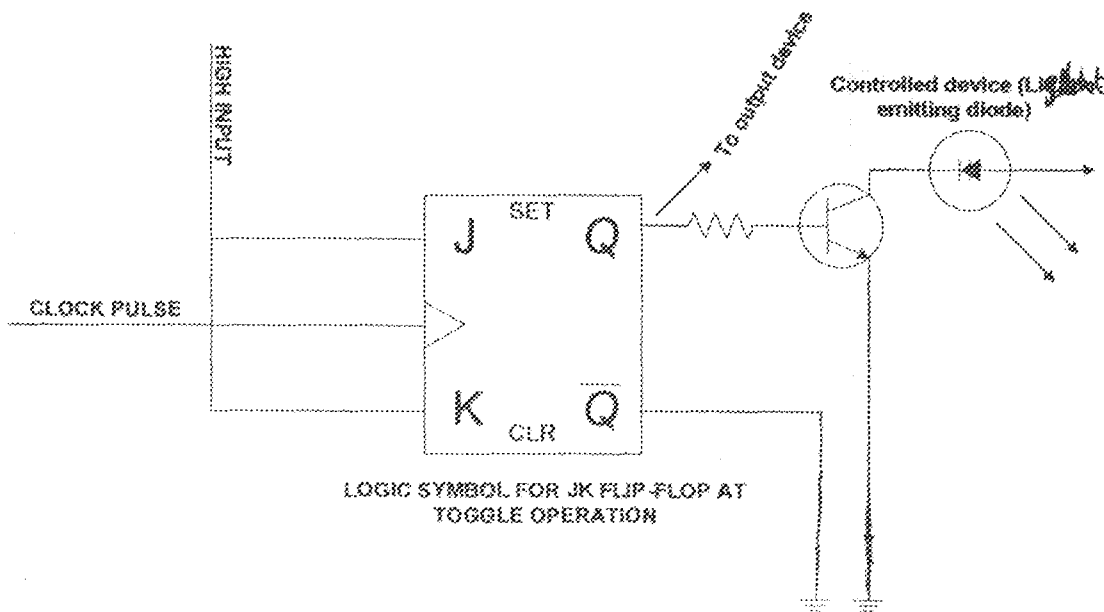 HIGH INPUT
To output device
Controlled device
emitting diode)
SET
J
Q
CLOCK PULSE
K
Q
CLR
LOGIC SYMBOL FOR JK FLIP-FLOP AT
TOGGLE OPERATION